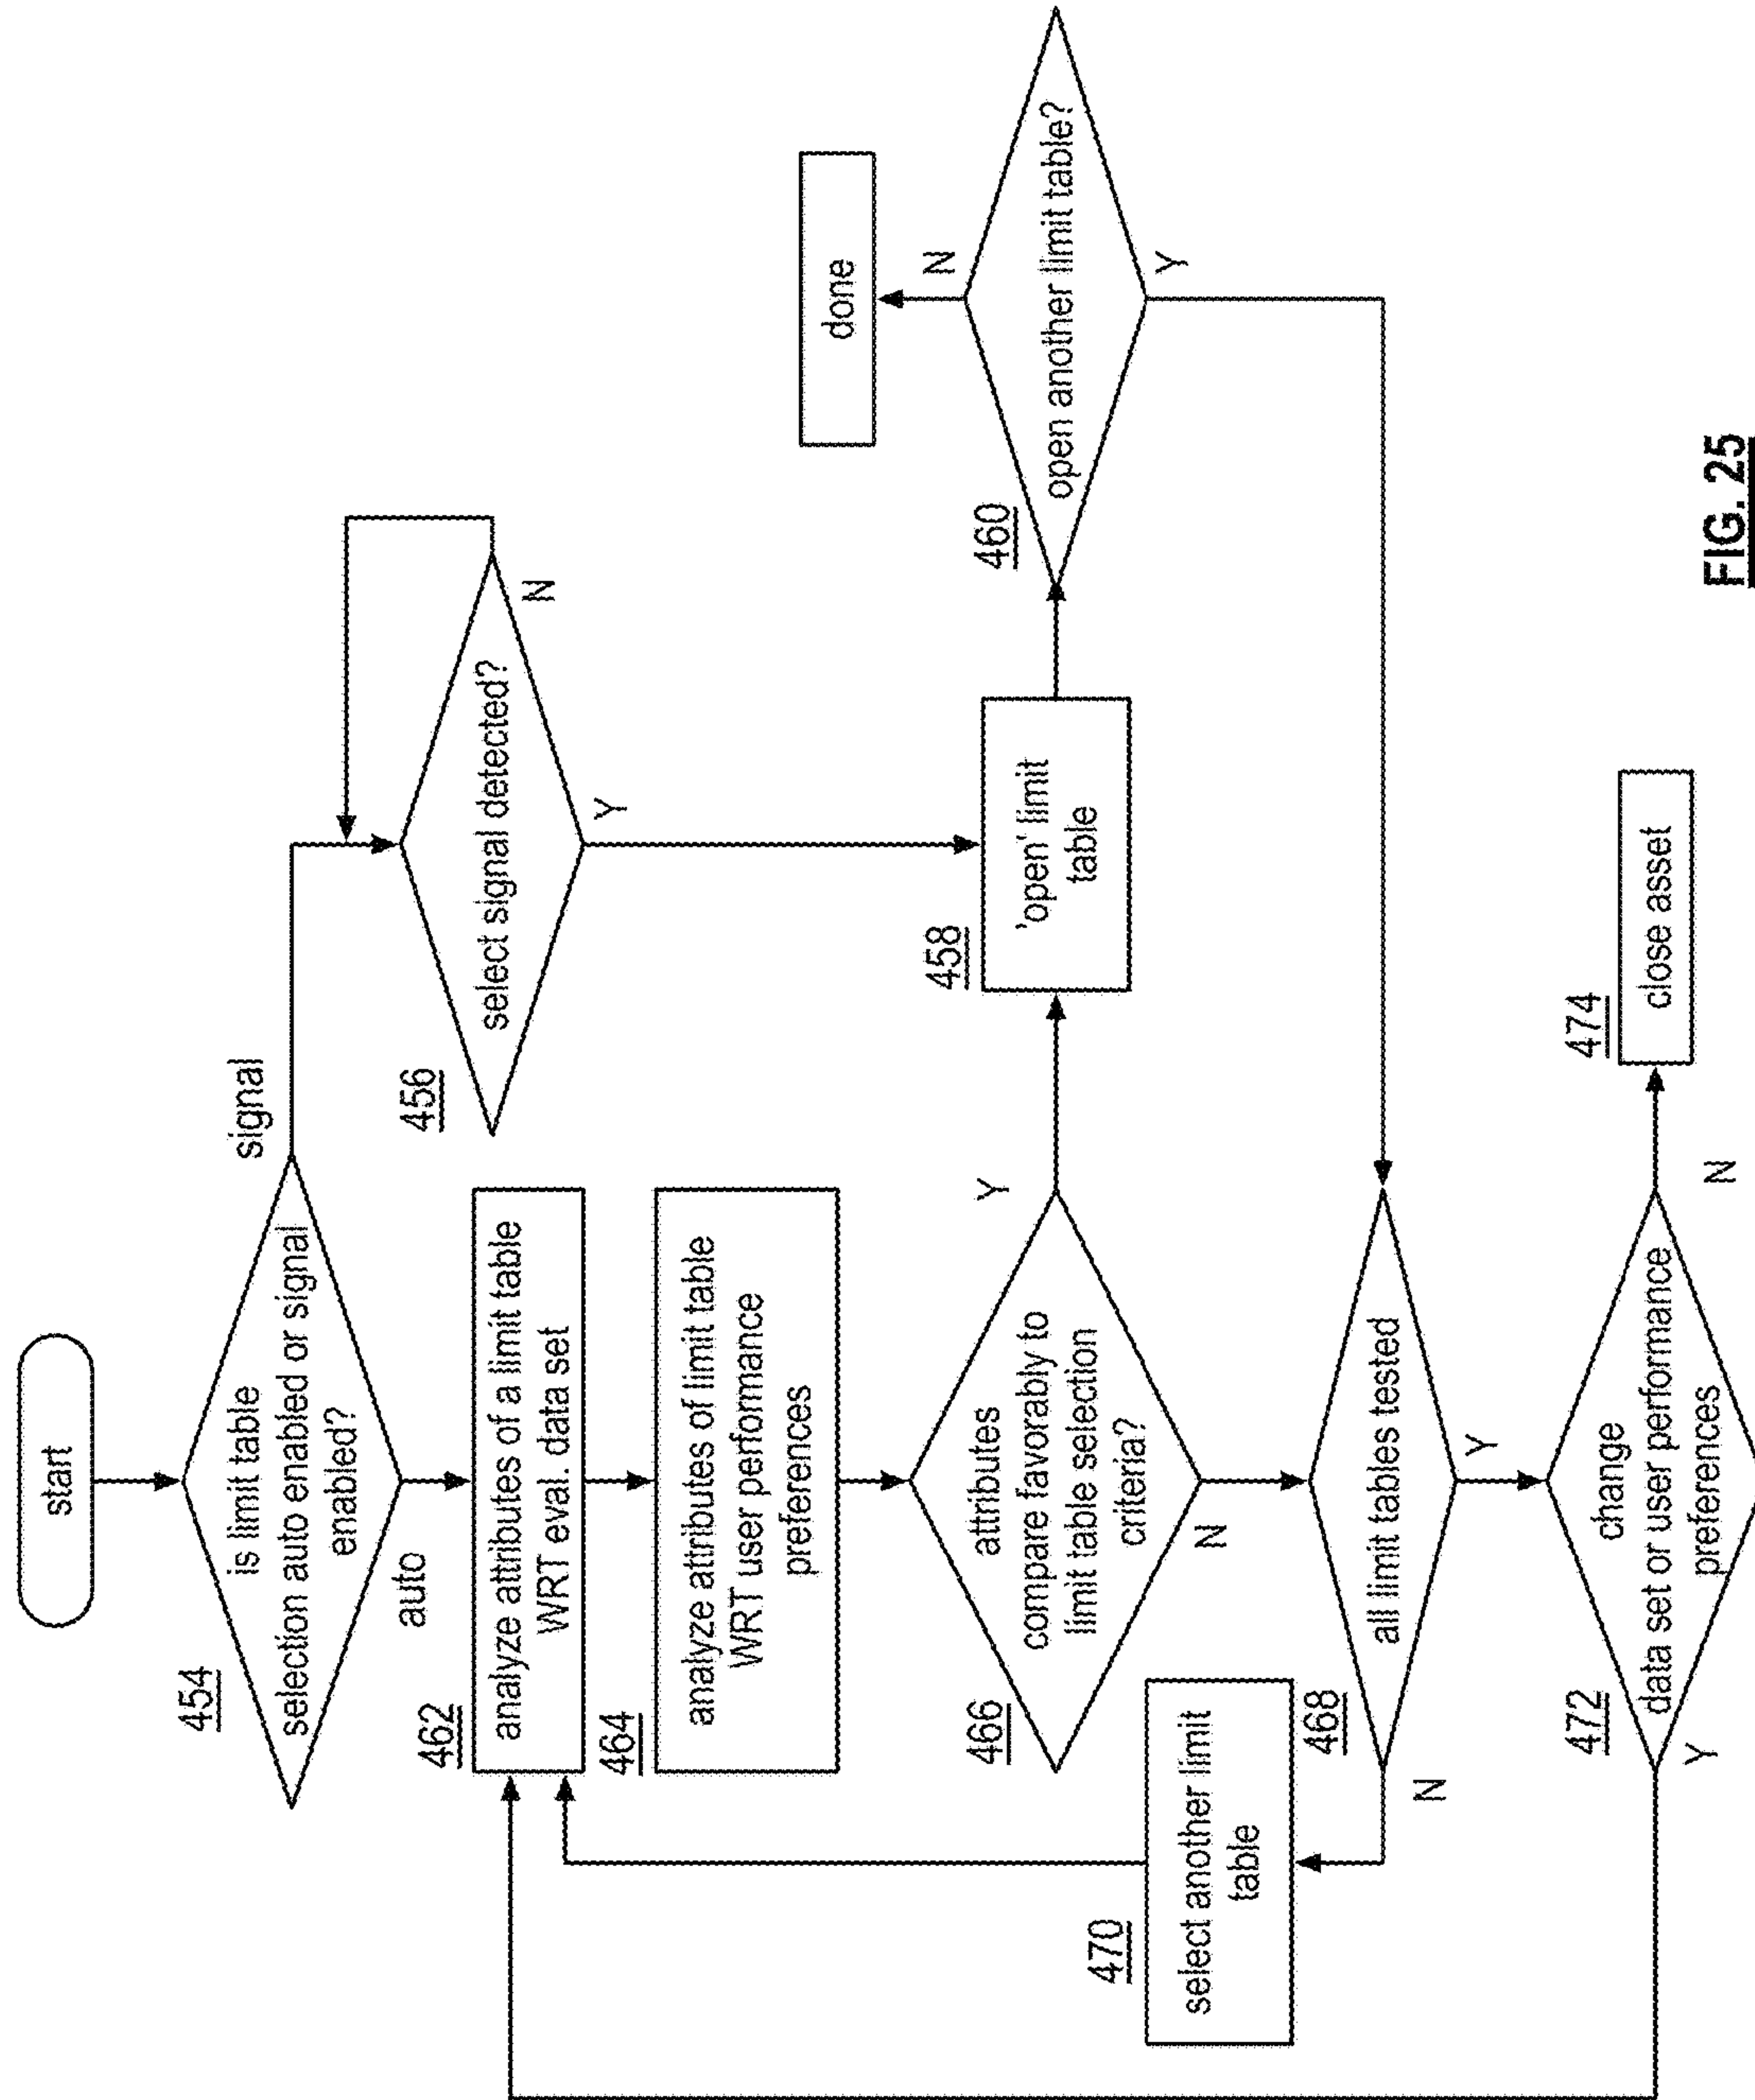 start
454
is limit table
selection auto enabled or signal
enabled?
signal
auto
456
select signal detected?
N
Y
462
analyze attributes of a limit table
WRT eval. data set
464
analyze attributes of limit table
WRT user performance
preferences
466
attributes
compare favorably to
limit table selection
criteria?
Y
N
458
'open' limit
table
460
open another limit table?
N
Y
done
470
select another limit
table
468
all limit tables tested
N
Y
472
change
data set or user performance
preferences
Y
N
474
close asset
FIG. 25